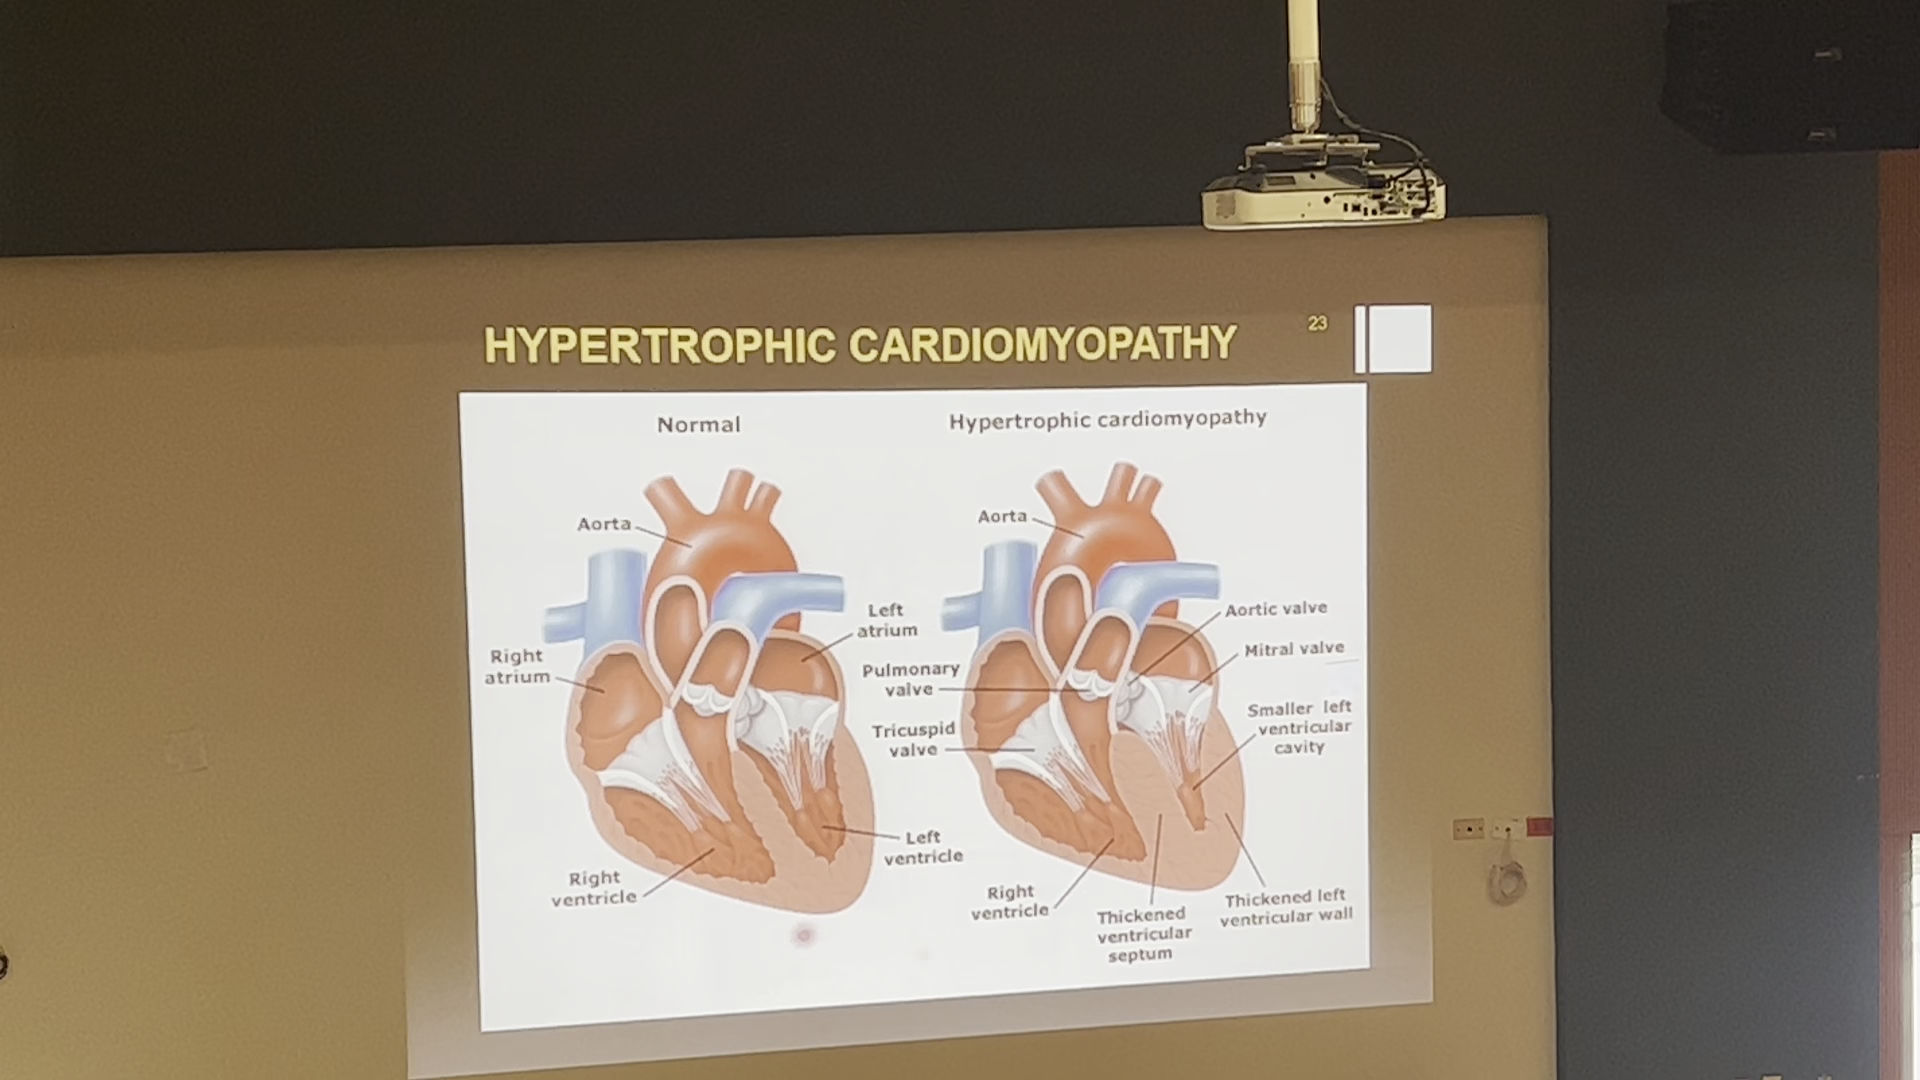 HYPERTROPHIC CARDIOMYOPATHY
23
Normal
Hypertrophic cardiomyopathy
Aorta
Left
atrium
Right
atrium
Left
ventricle
Right
ventricle
Aorta
Aortic valve
Mitral valve
Pulmonary
valve
Tricuspid
valve
Smaller left
ventricular
cavity
Right
ventricle
Thickened
ventricular
septum
Thickened left
ventricular wall